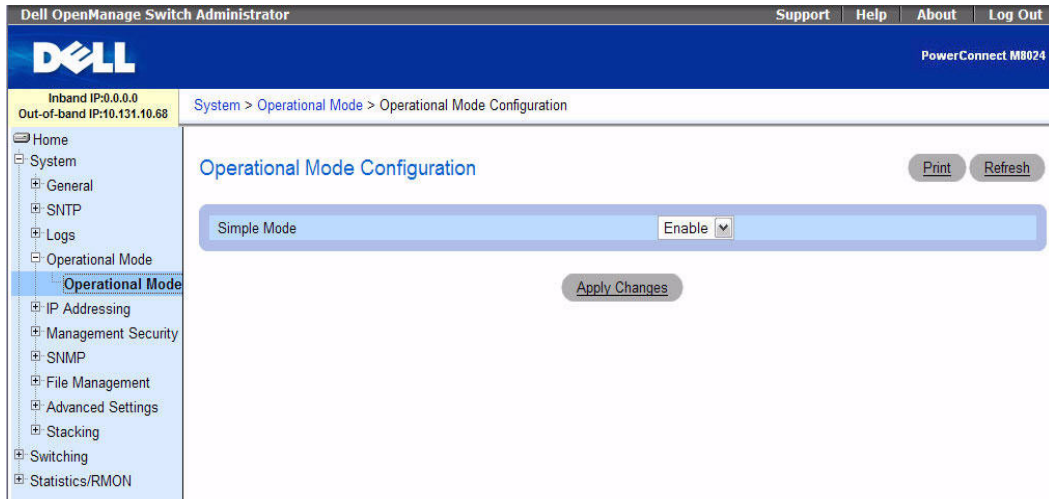 Dell OpenManage Switch Administrator
Support Help About Log Out
DELL
PowerConnect M8024
Inband IP:0.0.0.0
Out-of-band IP:10.131.10.68
System > Operational Mode > Operational Mode Configuration
Home
System
General
SNTP
Logs
Operational Mode
Operational Mode
IP Addressing
Management Security
SNMP
File Management
Advanced Settings
Stacking
Switching
Statistics/RMON
Operational Mode Configuration
Print Refresh
Simple Mode Enable
Apply Changes